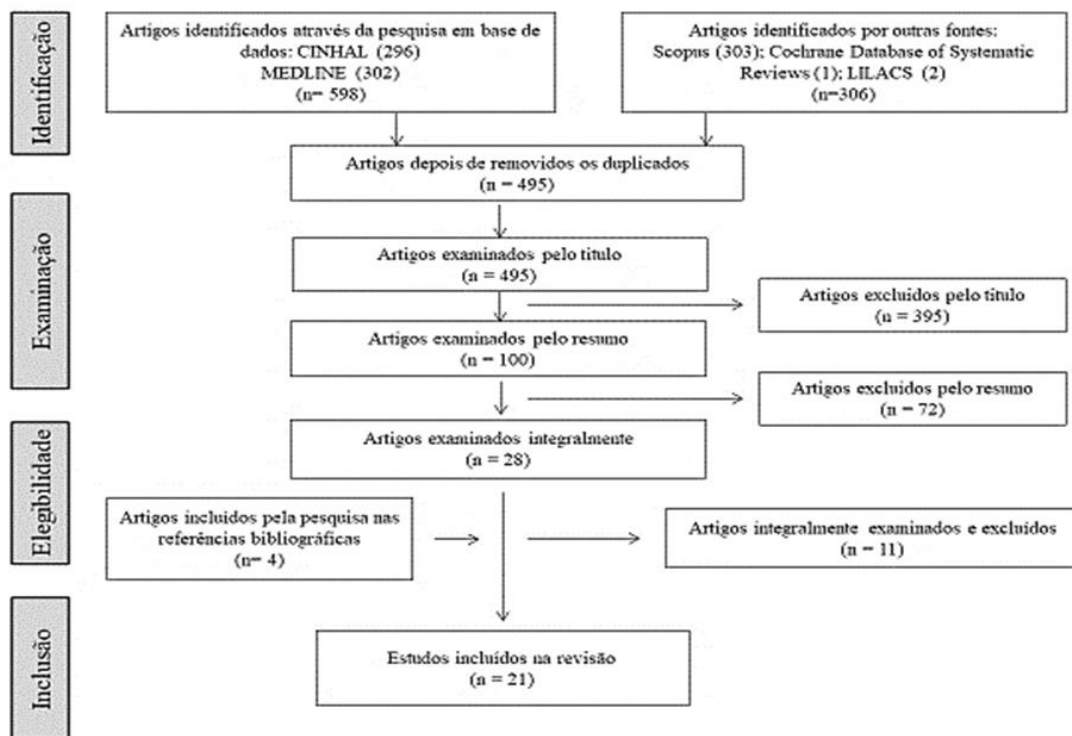 Identificação
Artigos identificados através da pesquisa em base de
dados: CINHAL (296)
MEDLINE (302)
(n= 598)
Artigos identificados por outras fontes:
Scopus (303); Cochrane Database of Systematic
Reviews (1); LILACS (2)
n=306)
Artigos depois de removidos os duplicados
(n = 495)
Examinação
Artigos examinados pelo titulo
(n = 495)
Artigos excluídos pelo titulo
(n = 395)
Artigos examinados pelo resumo
(n = 100)
Artigos excluídos pelo resumo
(n = 72)
Elegibilidade
Artigos examinados integralmente
(n = 28)
Artigos incluídos pela pesquisa nas
referências bibliográficas
(n= 4)
Artigos integralmente examinados e excluídos
(n = 11)
Inclusão
Estudos incluídos na revisão
(n = 21)